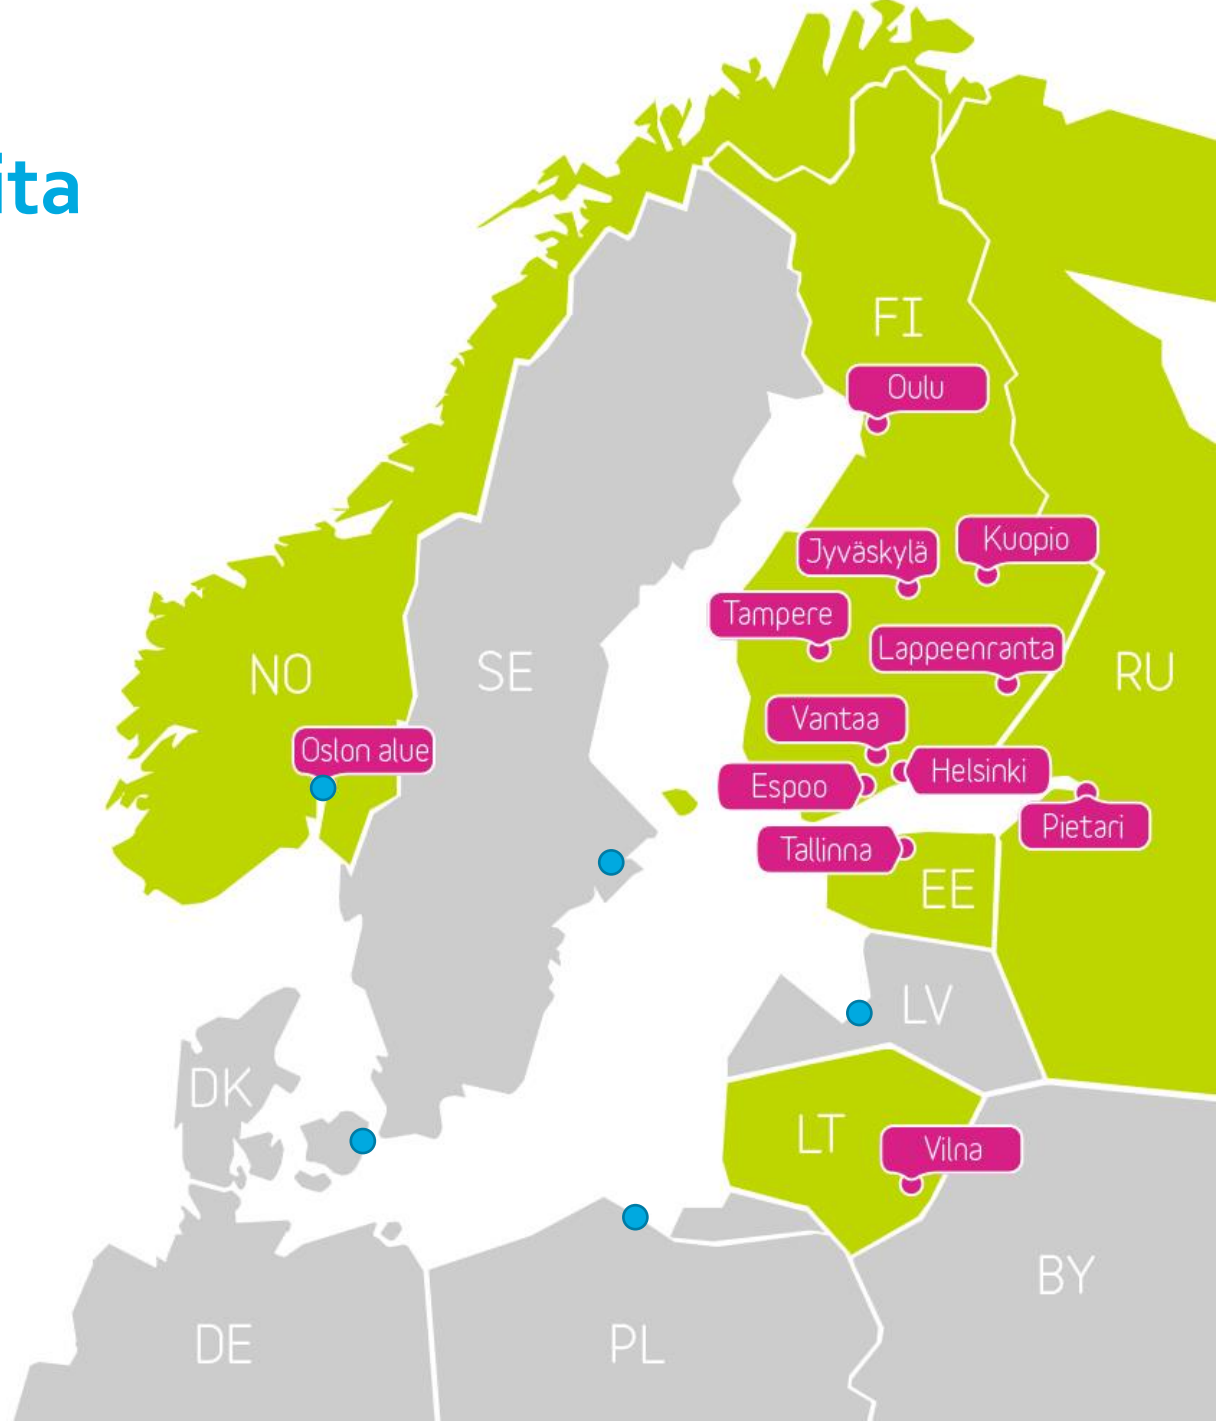 ita
FI
Oulu
Kuopio
Jyväskylä
Tampere
Lappeenranta
NO
SE
RU
Vantaa
Oslon alue
Helsinki
Espoo
Pietari
Tallinna
EE
LV
DK
LT
Vilna
BY
DE
PL